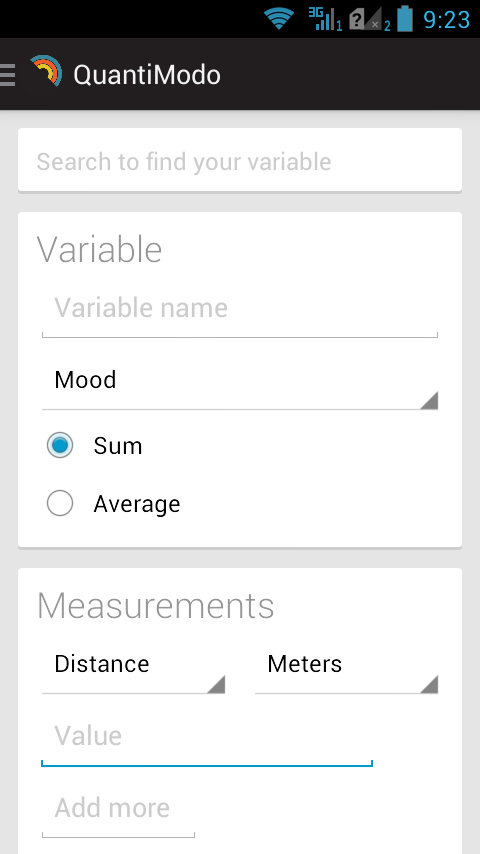 3G 1 ? 2 9:23
QuantiModo
Search to find your variable
Variable
Variable name
Mood
Sum
Average
Measurements
Distance Meters
Value
Add more